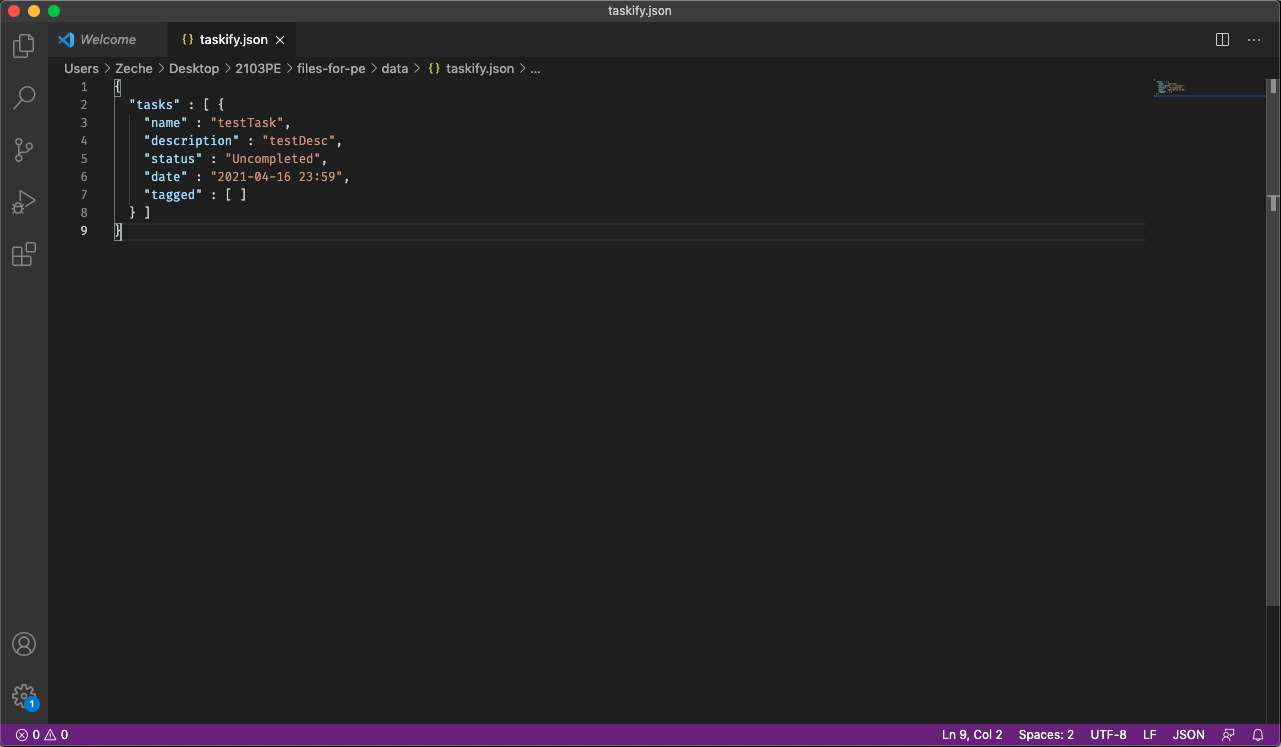 taskify.json
Welcome
{} taskify.json
Users > Zeche > Desktop > 2103PE > files-for-pe > data > {} taskify.json > ...
1 {
2 "tasks" : [ {
3 "name" : "testTask",
4 "description" : "testDesc",
5 "status" : "Uncompleted",
6 "date" : "2021-04-16 23:59",
7 "tagged" : [ ]
8 } ]
9 }
1
0 0 Ln 9, Col 2 Spaces: 2 UTF-8 LF JSON